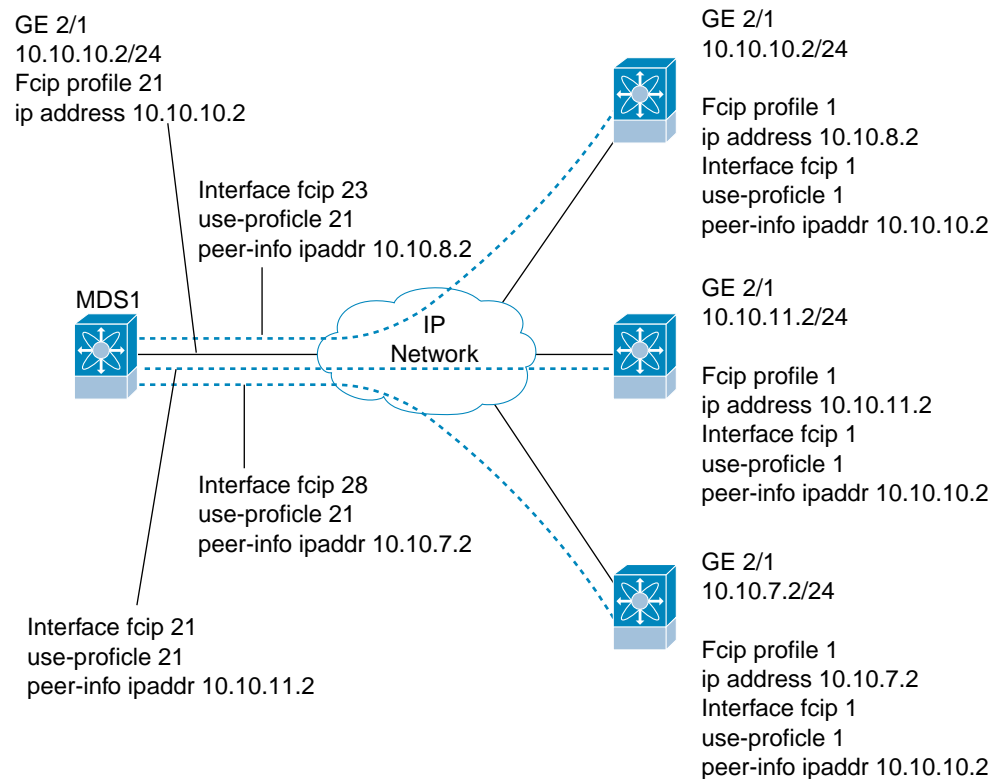 GE 2/1
10.10.10.2/24
Fcip profile 21
ip address 10.10.10.2
Interface fcip 23
use-proficle 21
peer-info ipaddr 10.10.8.2
MDS1
IP
Network
Interface fcip 28
use-proficle 21
peer-info ipaddr 10.10.7.2
Interface fcip 21
use-proficle 21
peer-info ipaddr 10.10.11.2
GE 2/1
10.10.10.2/24
Fcip profile 1
ip address 10.10.8.2
Interface fcip 1
use-proficle 1
peer-info ipaddr 10.10.10.2
GE 2/1
10.10.11.2/24
Fcip profile 1
ip address 10.10.11.2
Interface fcip 1
use-proficle 1
peer-info ipaddr 10.10.10.2
GE 2/1
10.10.7.2/24
Fcip profile 1
ip address 10.10.7.2
Interface fcip 1
use-proficle 1
peer-info ipaddr 10.10.10.2